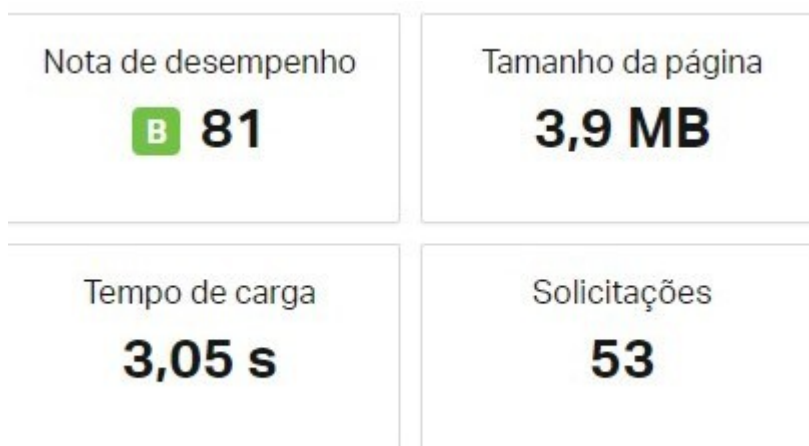 Nota de desempenho
B 81
Tamanho da página
3,9 MB
Tempo de carga
3,05 s
Solicitações
53